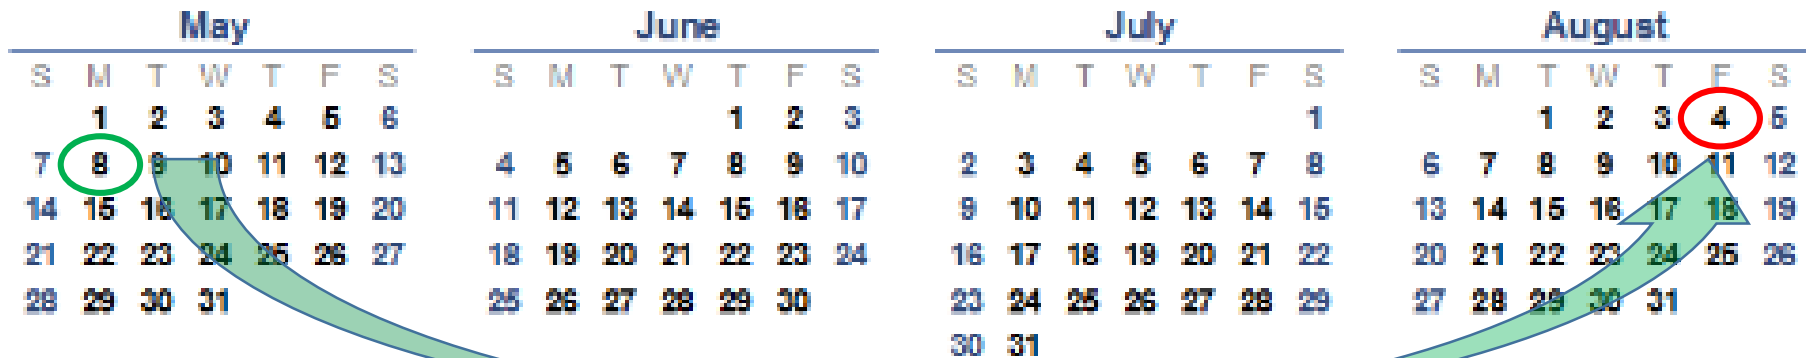 May June July August
S M T W T F S S M T W T F S S M T W T F S S M T W T F S
1 2 3 4 5 6 1 2 3 1 1 2 3 4 5
7 8 9 10 11 12 13 4 5 6 7 8 9 10 2 3 4 5 6 7 8 6 7 8 9 10 11 12
14 15 16 17 18 19 20 11 12 13 14 15 16 17 9 10 11 12 13 14 15 13 14 15 16 17 18 19
21 22 23 24 25 26 27 18 19 20 21 22 23 24 16 17 18 19 20 21 22 20 21 22 23 24 25 26
28 29 30 31 25 26 27 28 29 30 23 24 25 26 27 28 29 27 28 29 30 31
30 31